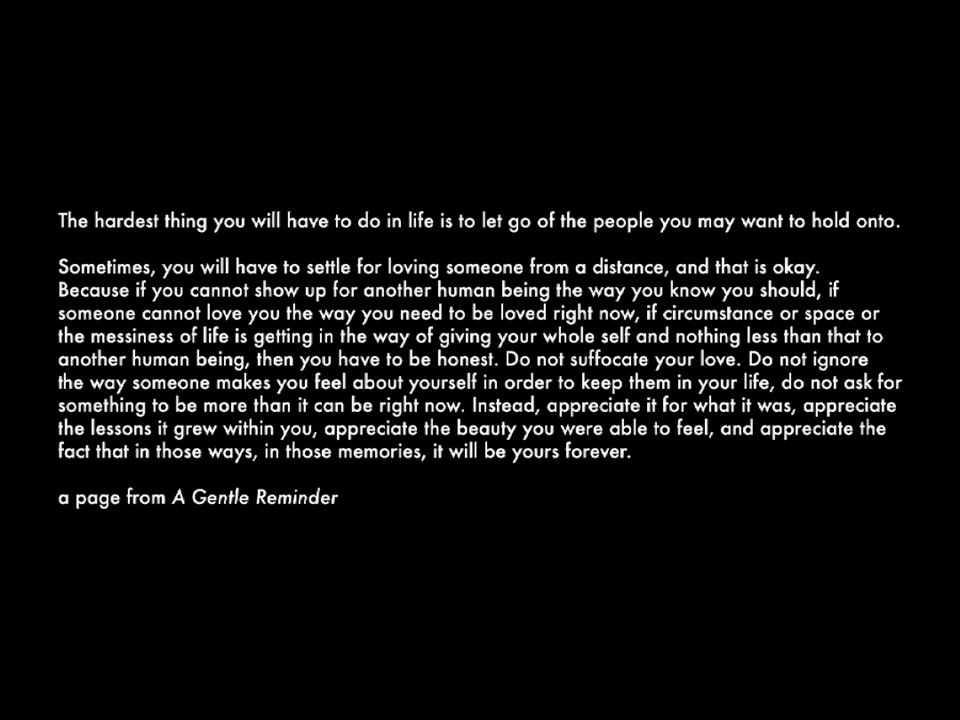 The hardest thing you will have to do in life is to let go of the people you may want to hold onto.
Sometimes, you will have to settle for loving someone from a distance, and that is okay.
Because if you cannot show up for another human being the way you know you should, if
someone cannot love you the way you need to be loved right now, if circumstance or space or
the messiness of life is getting in the way of giving your whole self and nothing less than that to
another human being, then you have to be honest. Do not suffocate your love. Do not ignore
the way someone makes you feel about yourself in order to keep them in your life, do not ask for
something to be more than it can be right now. Instead, appreciate it for what it was, appreciate
the lessons it grew within you, appreciate the beauty you were able to feel, and appreciate the
fact that in those ways, in those memories, it will be yours forever.
a page from A Gentle Reminder